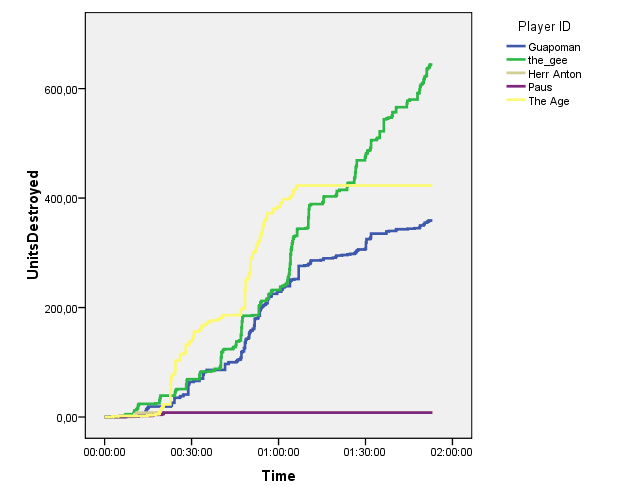 Player ID
Guapoman
the_gee
Herr Anton
Paus
The Age
UnitsDestroyed
600,00
400,00
200,00
0,00
00:00:00 00:30:00 01:00:00 01:30:00 02:00:00
Time